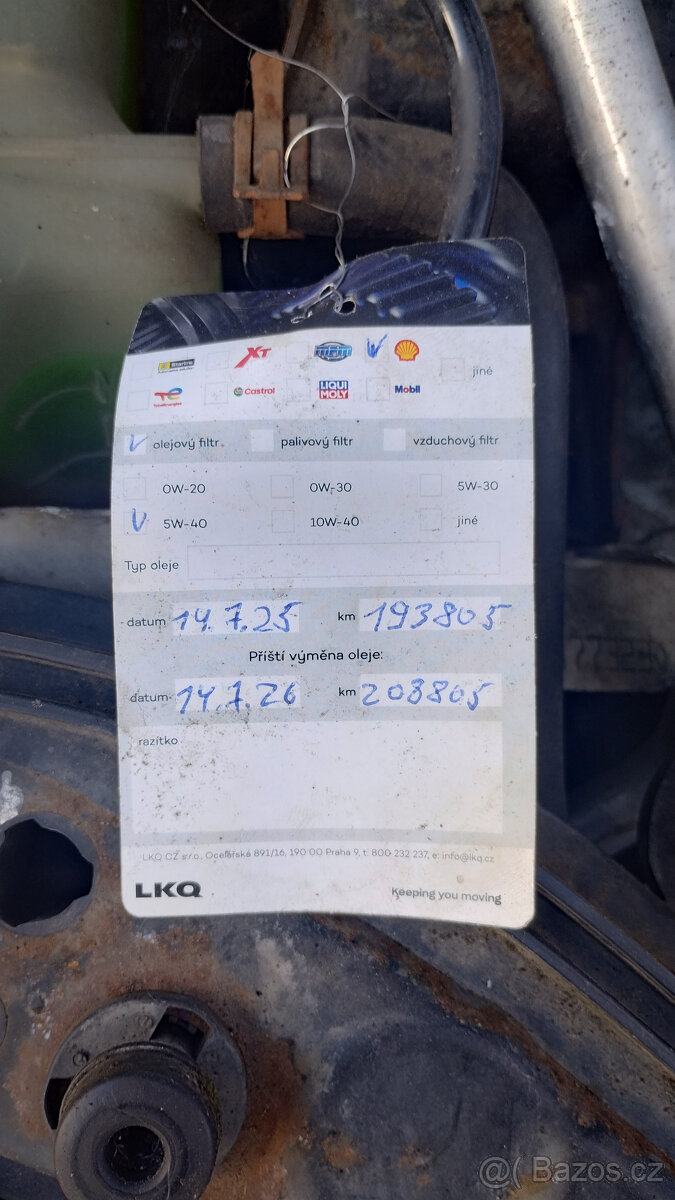 Starline XT MPM V jiné
TotalEnergies Castrol LIQUI MOLY Mobil
V olejový filtr palivový filtr vzduchový filtr
0W-20 0W-30 5W-30
V 5W-40 10W-40 jiné
Typ oleje
datum 14.7.25 km 193805
Příští výměna oleje:
datum 14.7.26 km 208805
razítko
LKQ CZ s.r.o., Ocelářská 891/16, 190 00 Praha 9, t: 800 232 237, e: info@lkq.cz
LKQ Keeping you moving
@( Bazos.cz